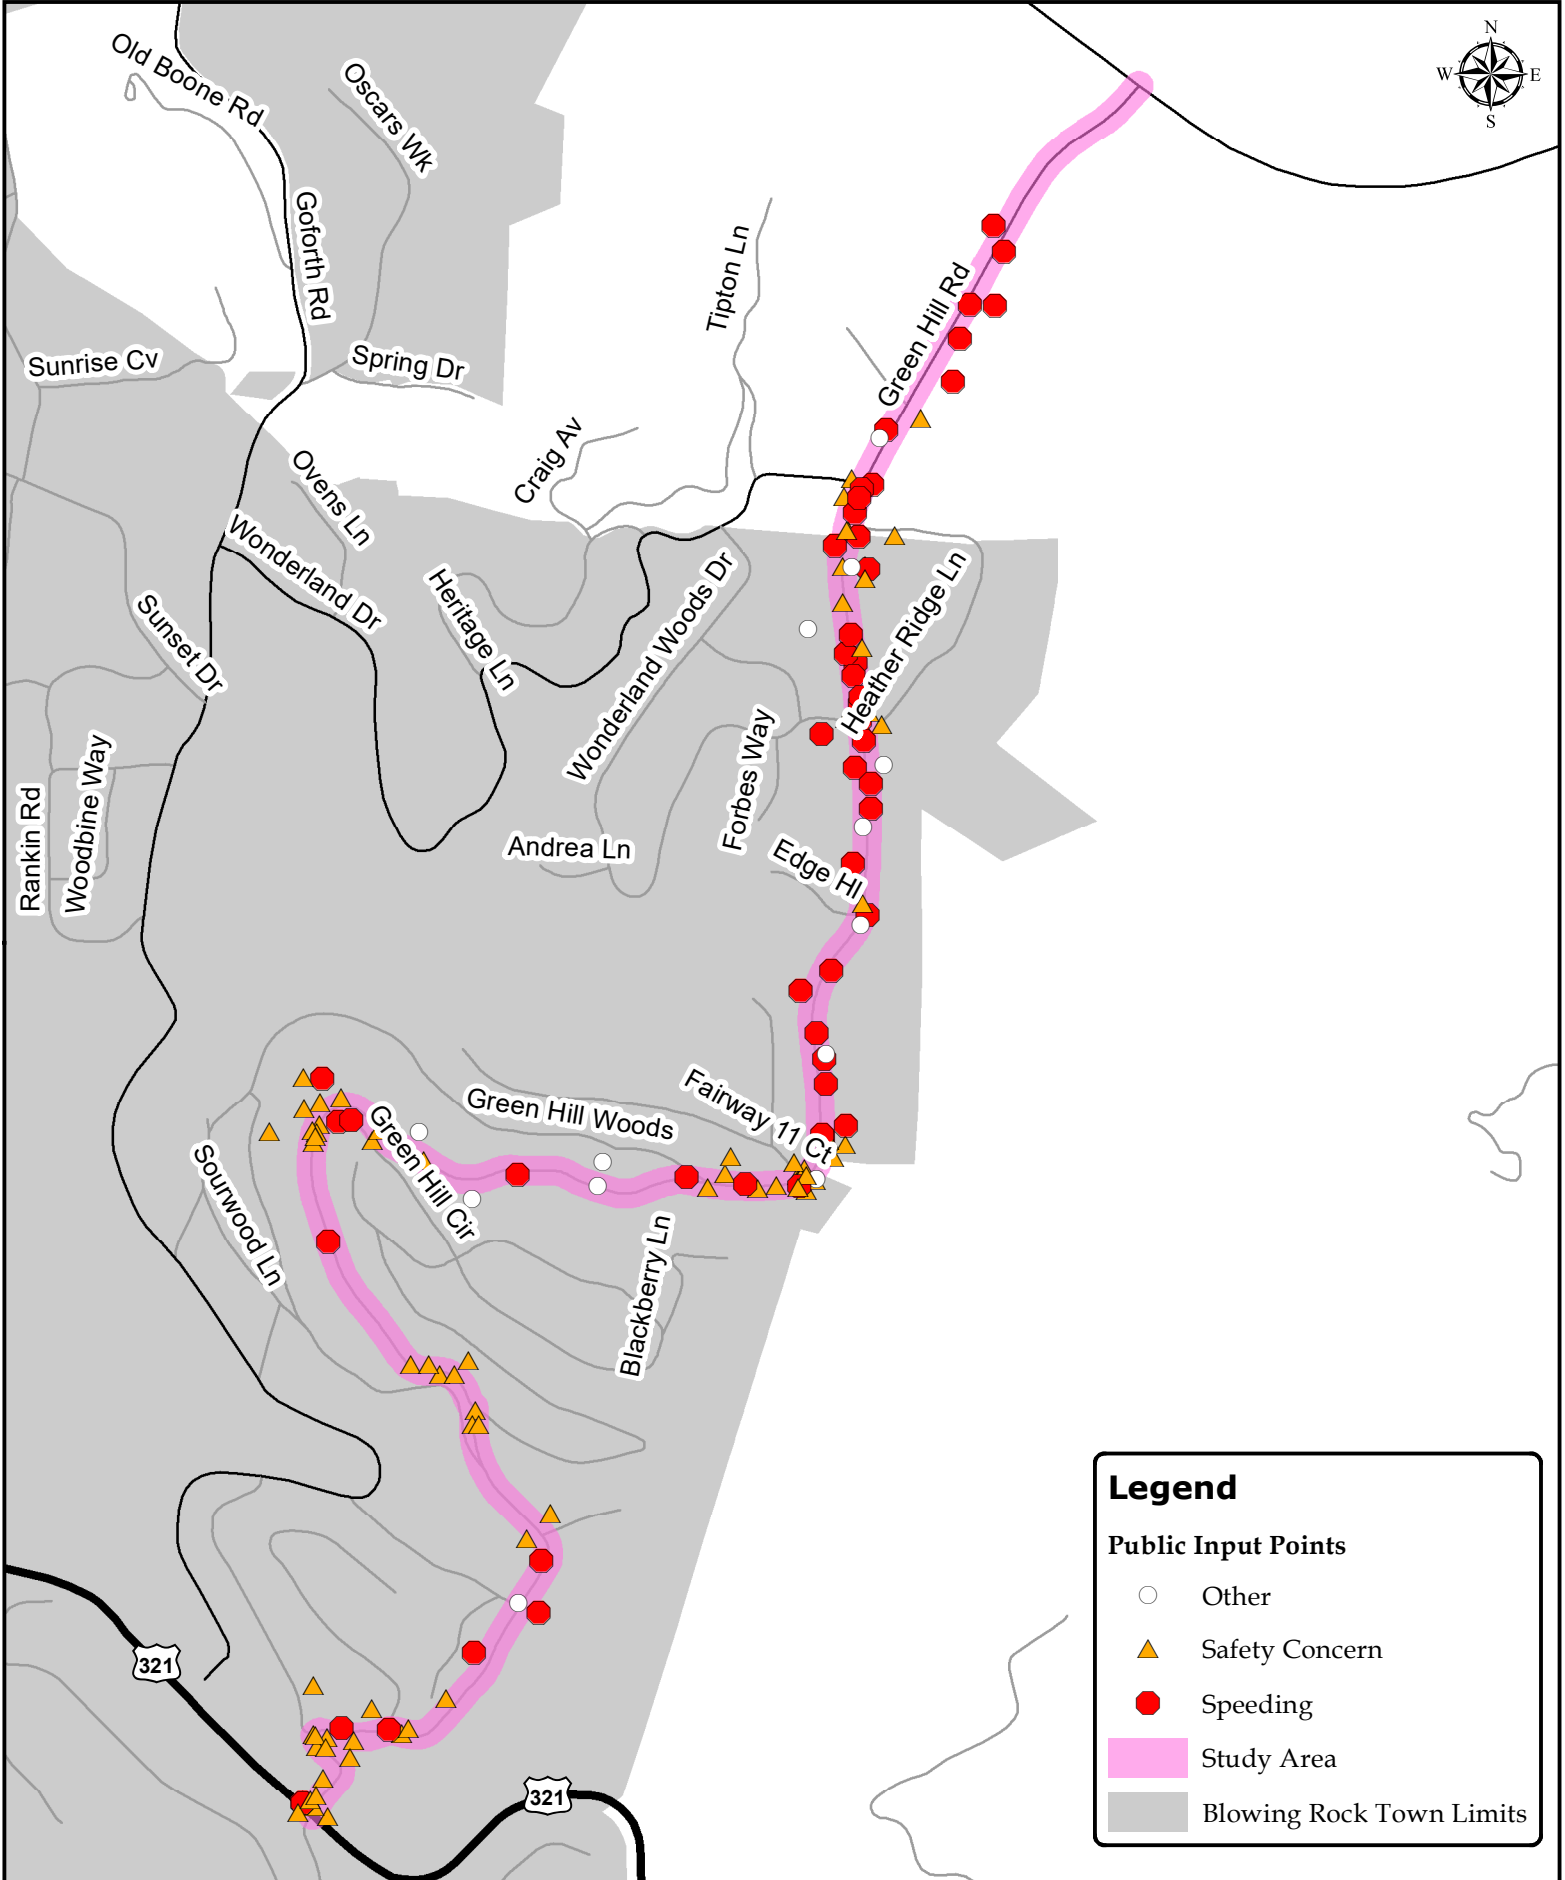 N
W E
S
Old Boone Rd
Oscars Wk
Goforth Rd
Tipton Ln
Green Hill Rd
Sunrise Cv
Spring Dr
Craig Av
Ovens Ln
Wonderland Dr
Heritage Ln
Wonderland Woods Dr
Heather Ridge Ln
Sunset Dr
Forbes Way
Woodbine Way
Rankin Rd
Andrea Ln
Edge Hl
Green Hill Woods
Fairway 11 Ct
Green Hill Cir
Sourwood Ln
Blackberry Ln
321
321
Legend
Public Input Points
Other
Safety Concern
Speeding
Study Area
Blowing Rock Town Limits